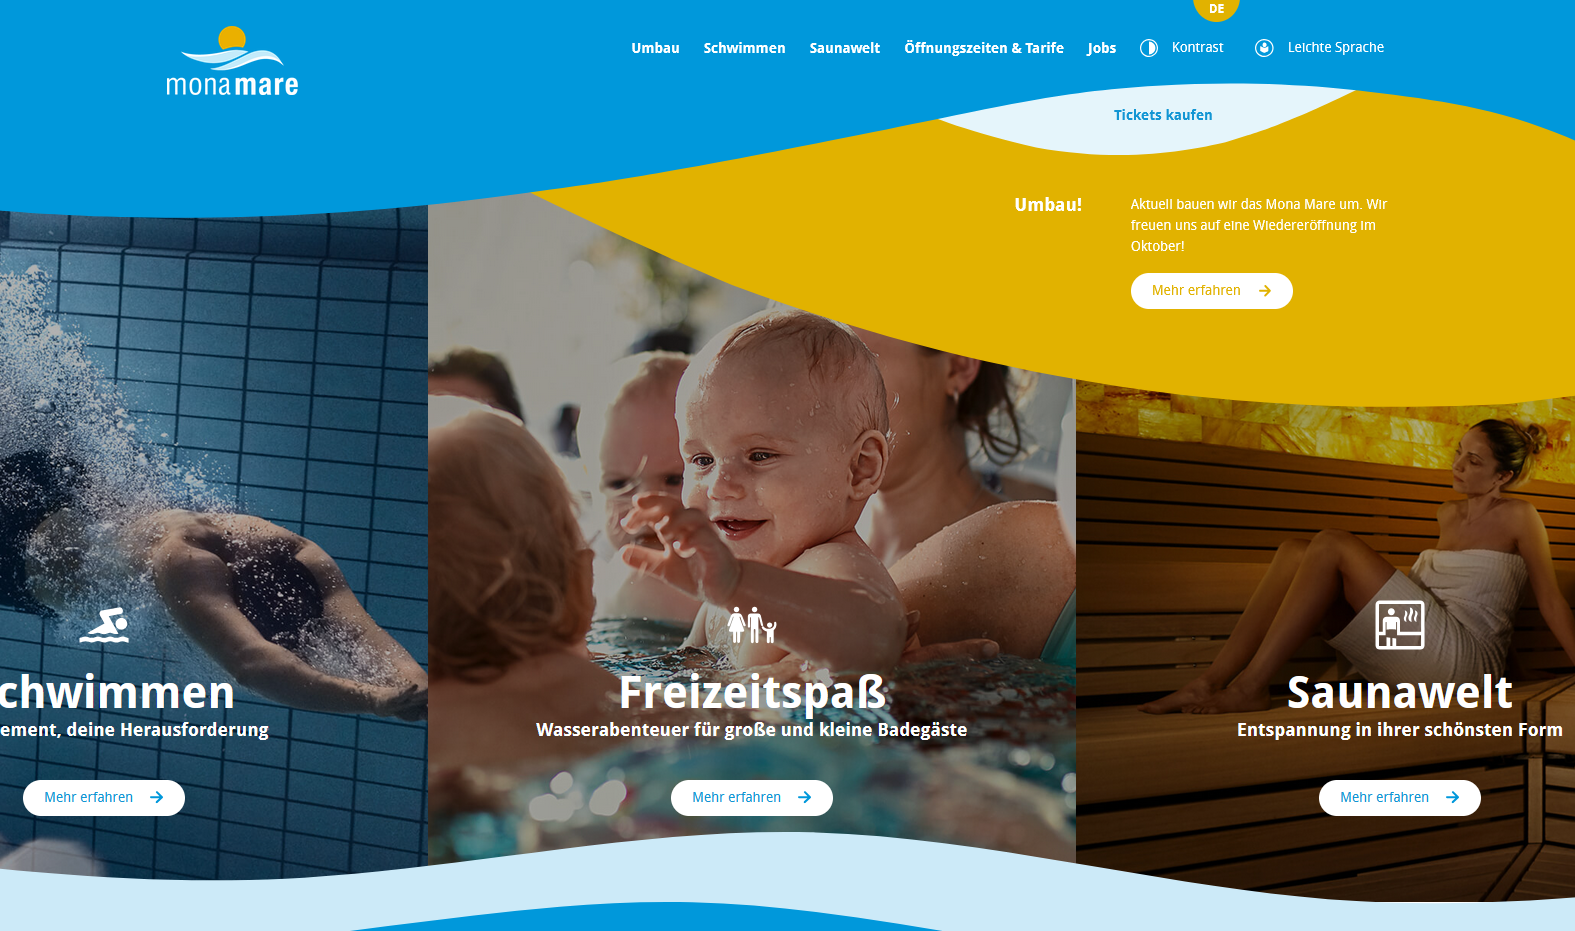 DE
monamare
Umbau
Schwimmen
Saunawelt
Öffnungszeiten & Tarife
Jobs
Kontrast
Leichte Sprache
Tickets kaufen
Umbau!
Aktuell bauen wir das Mona Mare um. Wir
freuen uns auf eine Wiedereröffnung im
Oktober!
Mehr erfahren
chwimmen
ement, deine Herausforderung
Mehr erfahren
Freizeitspaß
Wasserabenteuer für große und kleine Badegäste
Mehr erfahren
Saunawelt
Entspannung in ihrer schönsten Form
Mehr erfahren